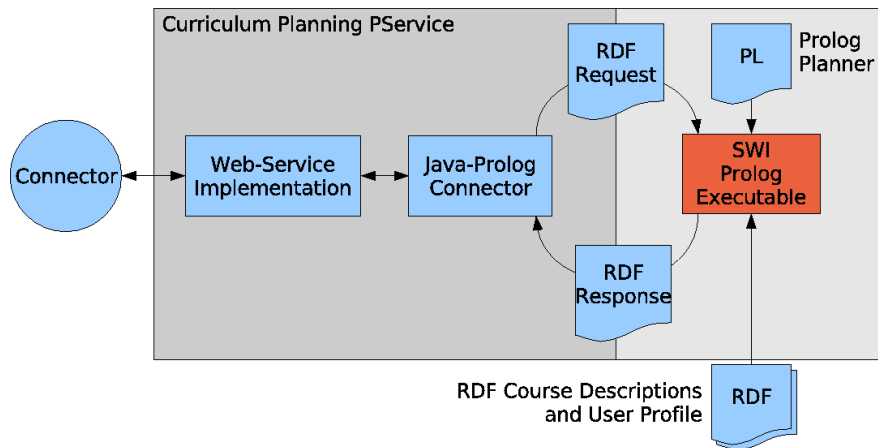 Curriculum Planning PService
RDF
Request
PL
Prolog
Planner
Connector
Web-Service
Implementation
Java-Prolog
Connector
SWI
Prolog
Executable
RDF
Response
RDF Course Descriptions
and User Profile
RDF